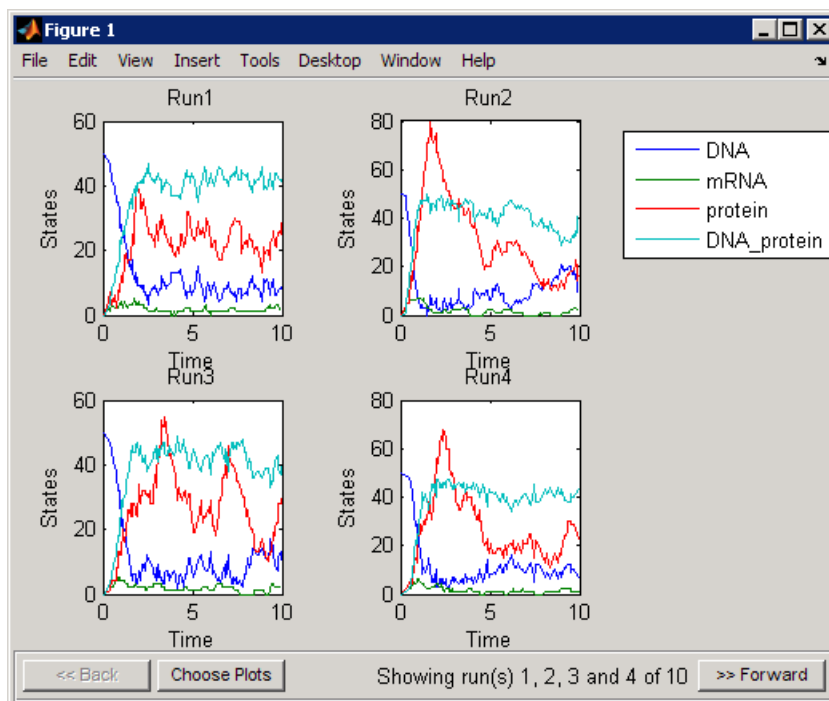 Figure 1
File Edit View Insert Tools Desktop Window Help
Run1
60
40
20
0
States
0 5 10
Time
Run2
80
60
40
20
0
States
0 5 10
Time
DNA
mRNA
protein
DNA_protein
Run3
60
40
20
0
States
0 5 10
Time
Run4
80
60
40
20
0
States
0 5 10
Time
<< Back
Choose Plots
Showing run(s) 1, 2, 3 and 4 of 10
>> Forward